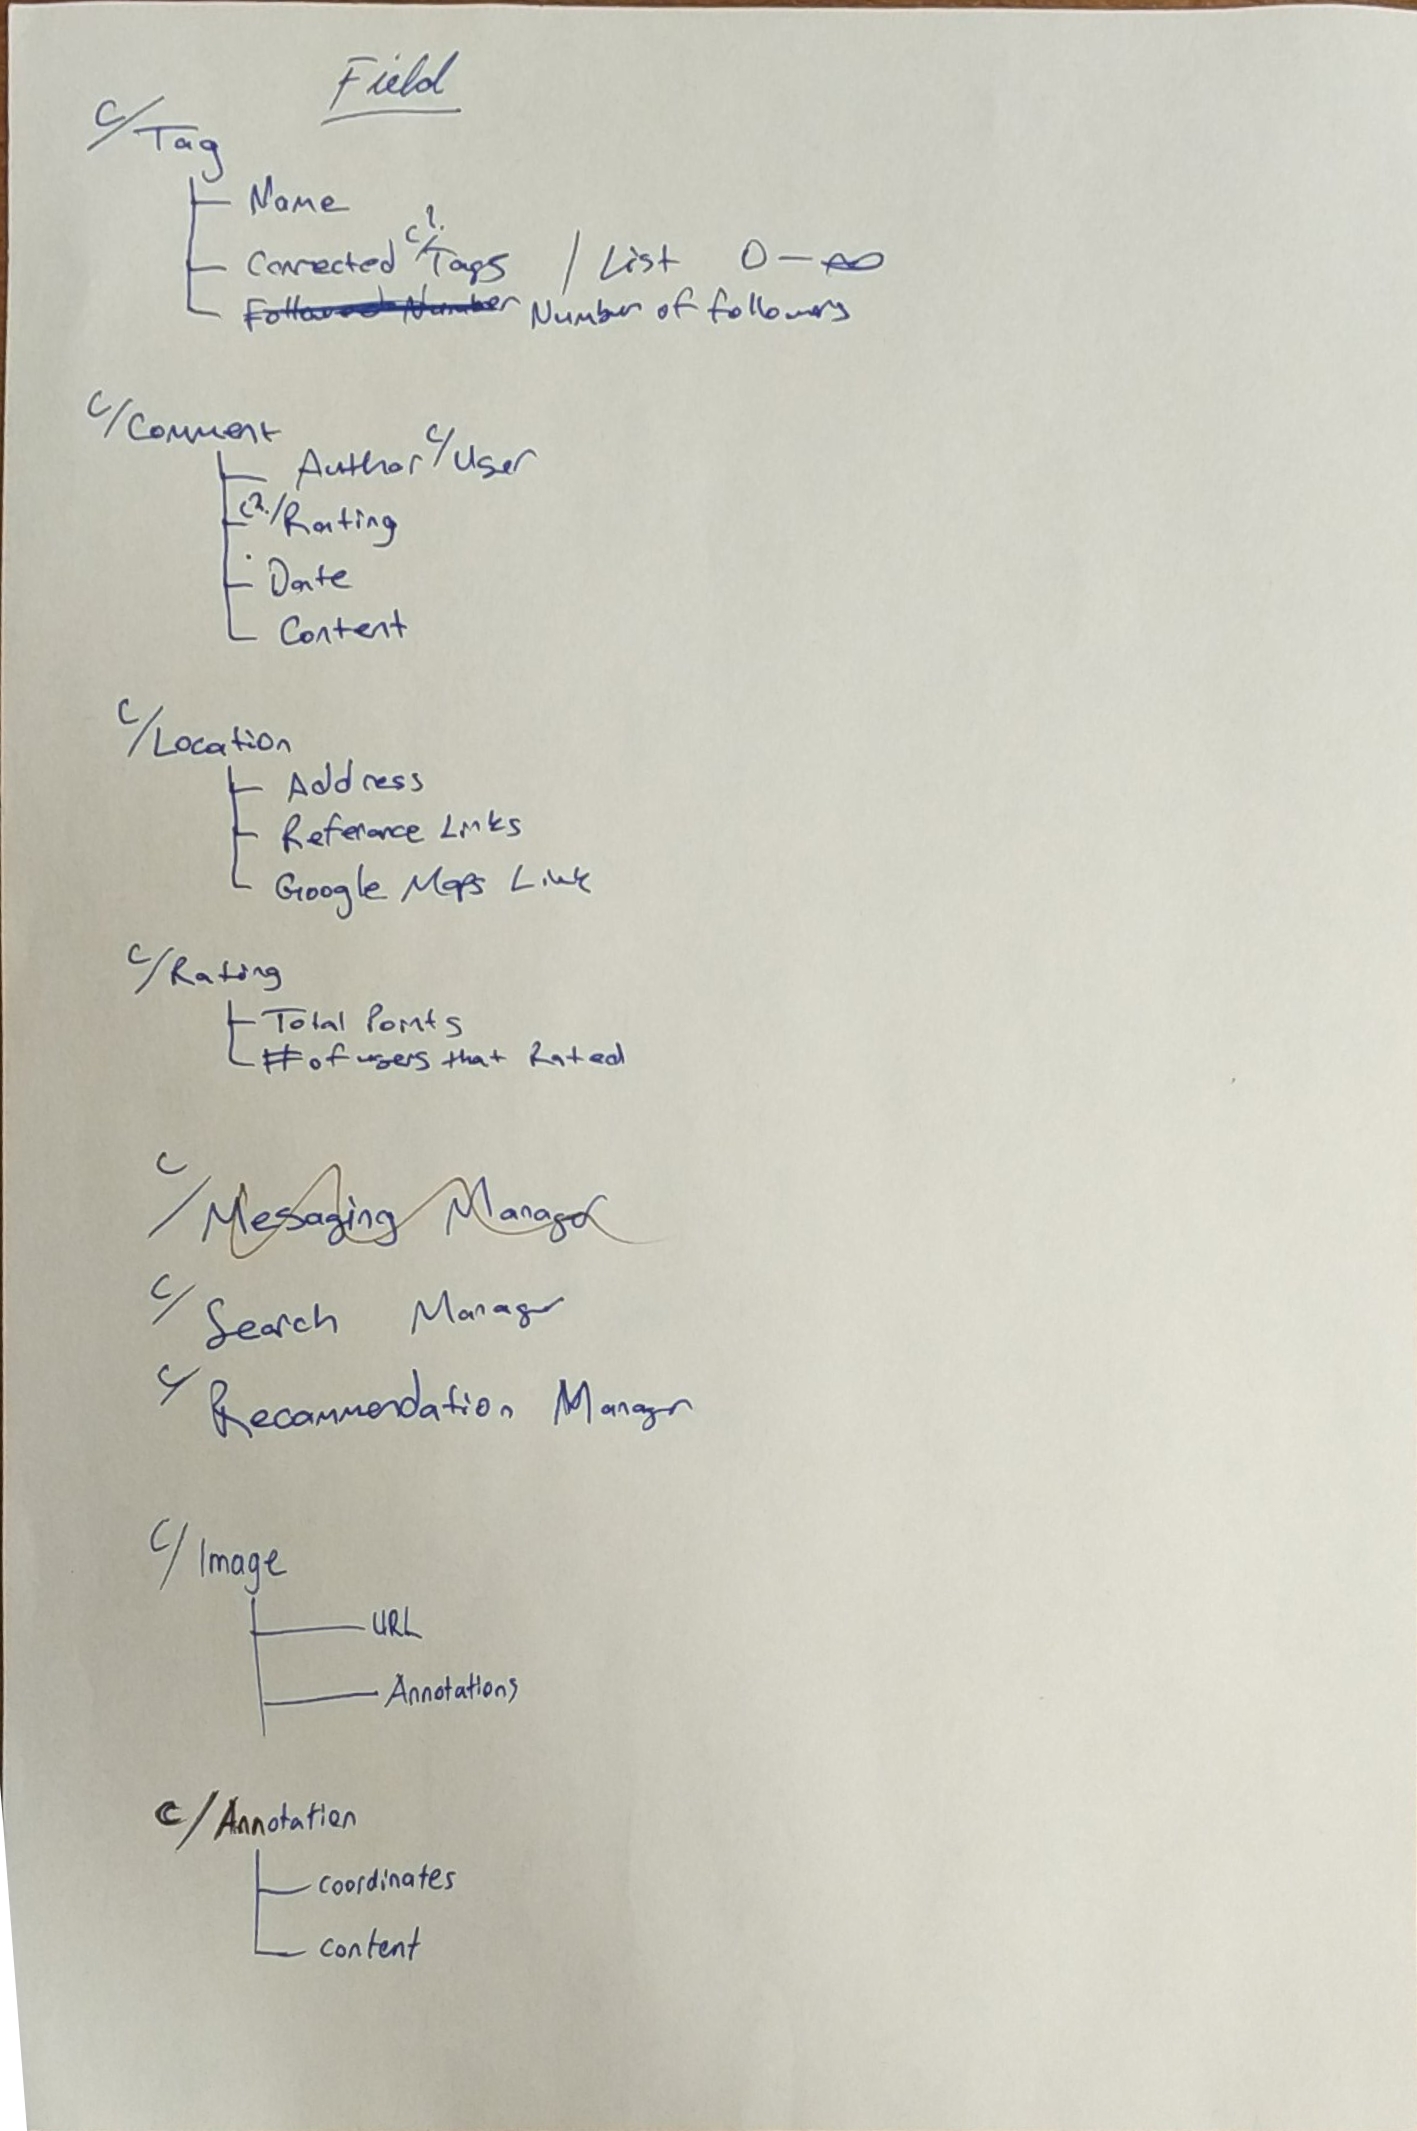 Field
C/Tag
Name
Connected C?/Tags / List 0-∞
Followed Number Number of followers
C/Comment
Author C/User
C?/Rating
Date
Content
C/Location
Address
Referance Links
Google Maps Link
C/Rating
Total Points
# of users that Rated
C/Mesaging Manager
C/Search Manager
C/Recommendation Manager
C/Image
URL
Annotations
C/Annotation
coordinates
content